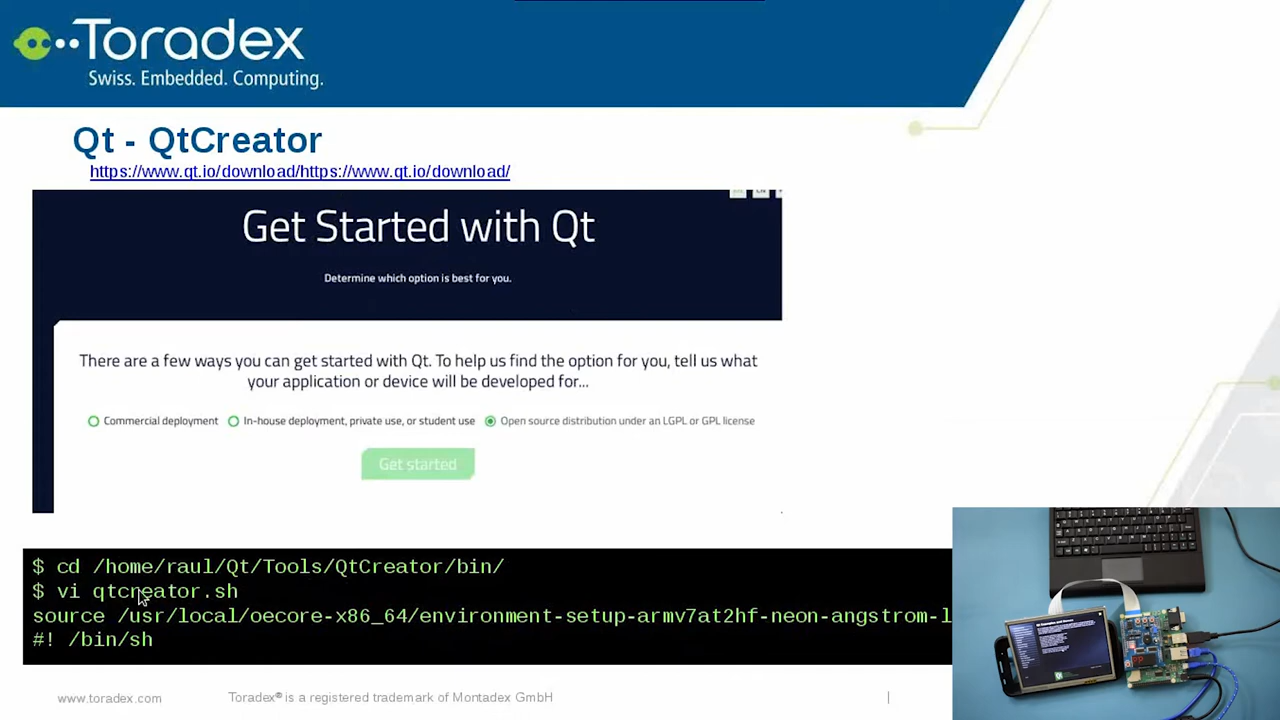 Toradex
Swiss. Embedded. Computing.
Qt - QtCreator
https://www.qt.io/download/https://www.qt.io/download/
Get Started with Qt
Determine which option is best for you.
There are a few ways you can get started with Qt. To help us find the option for you, tell us what
your application or device will be developed for...
Commercial deployment In-house deployment, private use, or student use Open source distribution under an LGPL or GPL license
Get started
$ cd /home/raul/Qt/Tools/QtCreator/bin/
$ vi qtcreator.sh
source /usr/local/oecore-x86_64/environment-setup-armv7at2hf-neon-angstrom-l
#! /bin/sh
www.toradex.com Toradex® is a registered trademark of Montadex GmbH |